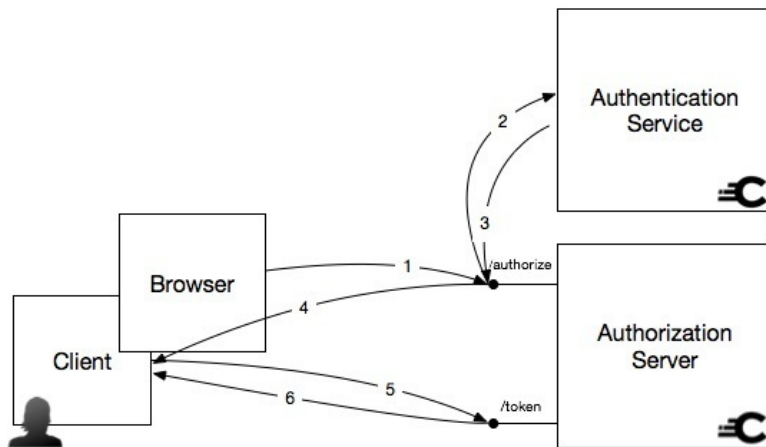 Authentication
Service
2
3
/authorize
1
Browser
4
Authorization
Server
Client
5
6
/token